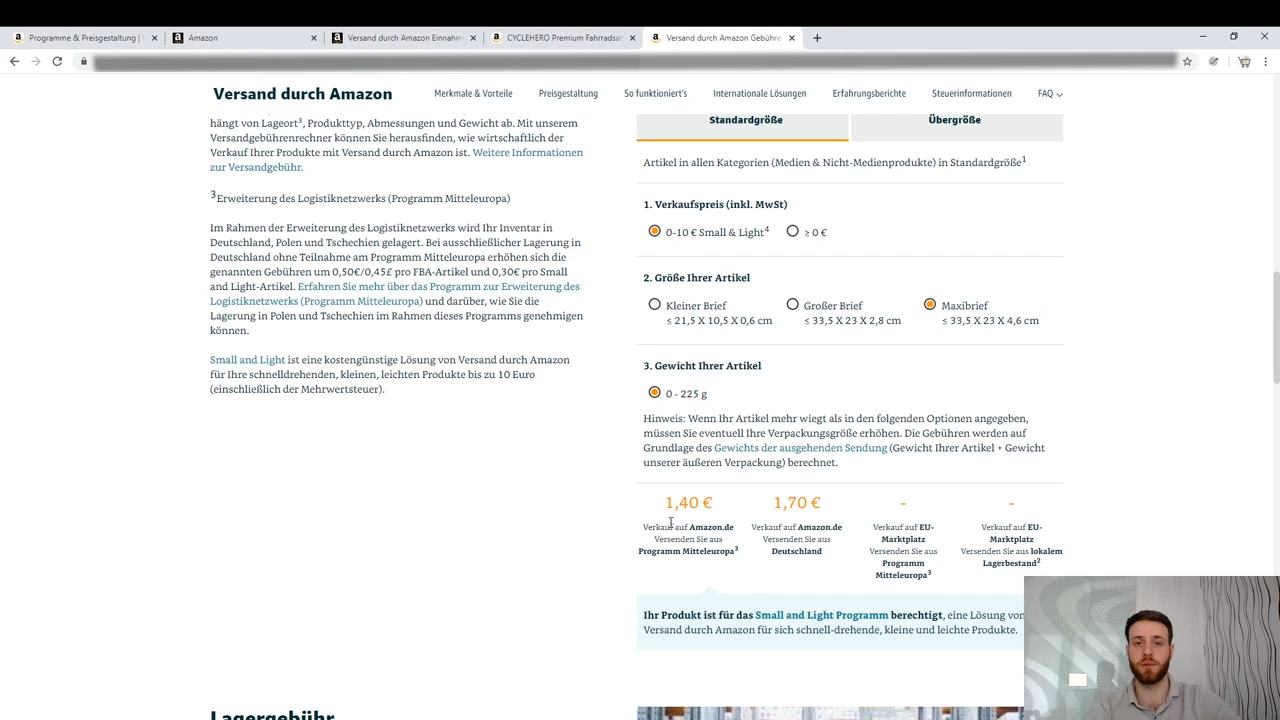 Programme & Preisgestaltung |
Amazon
Versand durch Amazon Einnahm
CYCLEHERO Premium Fahrradsat
Versand durch Amazon Gebühre
Versand durch Amazon
Merkmale & Vorteile
Preisgestaltung
So funktioniert's
Internationale Lösungen
Erfahrungsberichte
Steuerinformationen
FAQ
hängt von Lageort³, Produkttyp, Abmessungen und Gewicht ab. Mit unserem
Versandgebührenrechner können Sie herausfinden, wie wirtschaftlich der
Verkauf Ihrer Produkte mit Versand durch Amazon ist. Weitere Informationen
zur Versandgebühr.
³Erweiterung des Logistiknetzwerks (Programm Mitteleuropa)
Im Rahmen der Erweiterung des Logistiknetzwerks wird Ihr Inventar in
Deutschland, Polen und Tschechien gelagert. Bei ausschließlicher Lagerung in
Deutschland ohne Teilnahme am Programm Mitteleuropa erhöhen sich die
genannten Gebühren um 0,50€/0,45£ pro FBA-Artikel und 0,30€ pro Small
and Light-Artikel. Erfahren Sie mehr über das Programm zur Erweiterung des
Logistiknetzwerks (Programm Mitteleuropa) und darüber, wie Sie die
Lagerung in Polen und Tschechien im Rahmen dieses Programms genehmigen
können.
Small and Light ist eine kostengünstige Lösung von Versand durch Amazon
für Ihre schnelldrehenden, kleinen, leichten Produkte bis zu 10 Euro
(einschließlich der Mehrwertsteuer).
Lagergebühr
Standardgröße
Übergröße
Artikel in allen Kategorien (Medien & Nicht-Medienprodukte) in Standardgröße¹
1. Verkaufspreis (inkl. MwSt)
0-10 € Small & Light⁴
≥ 0 €
2. Größe Ihrer Artikel
Kleiner Brief
≤ 21,5 X 10,5 X 0,6 cm
Großer Brief
≤ 33,5 X 23 X 2,8 cm
Maxibrief
≤ 33,5 X 23 X 4,6 cm
3. Gewicht Ihrer Artikel
0 - 225 g
Hinweis: Wenn Ihr Artikel mehr wiegt als in den folgenden Optionen angegeben,
müssen Sie eventuell Ihre Verpackungsgröße erhöhen. Die Gebühren werden auf
Grundlage des Gewichts der ausgehenden Sendung (Gewicht Ihrer Artikel + Gewicht
unserer äußeren Verpackung) berechnet.
1,40 €
Verkauf auf Amazon.de
Versenden Sie aus
Programm Mitteleuropa³
1,70 €
Verkauf auf Amazon.de
Versenden Sie aus
Deutschland
-
Verkauf auf EU-
Marktplatz
Versenden Sie aus
Programm
Mitteleuropa³
-
Verkauf auf EU-
Marktplatz
Versenden Sie aus lokalem
Lagerbestand²
Ihr Produkt ist für das Small and Light Programm berechtigt, eine Lösung von
Versand durch Amazon für sich schnell-drehende, kleine und leichte Produkte.